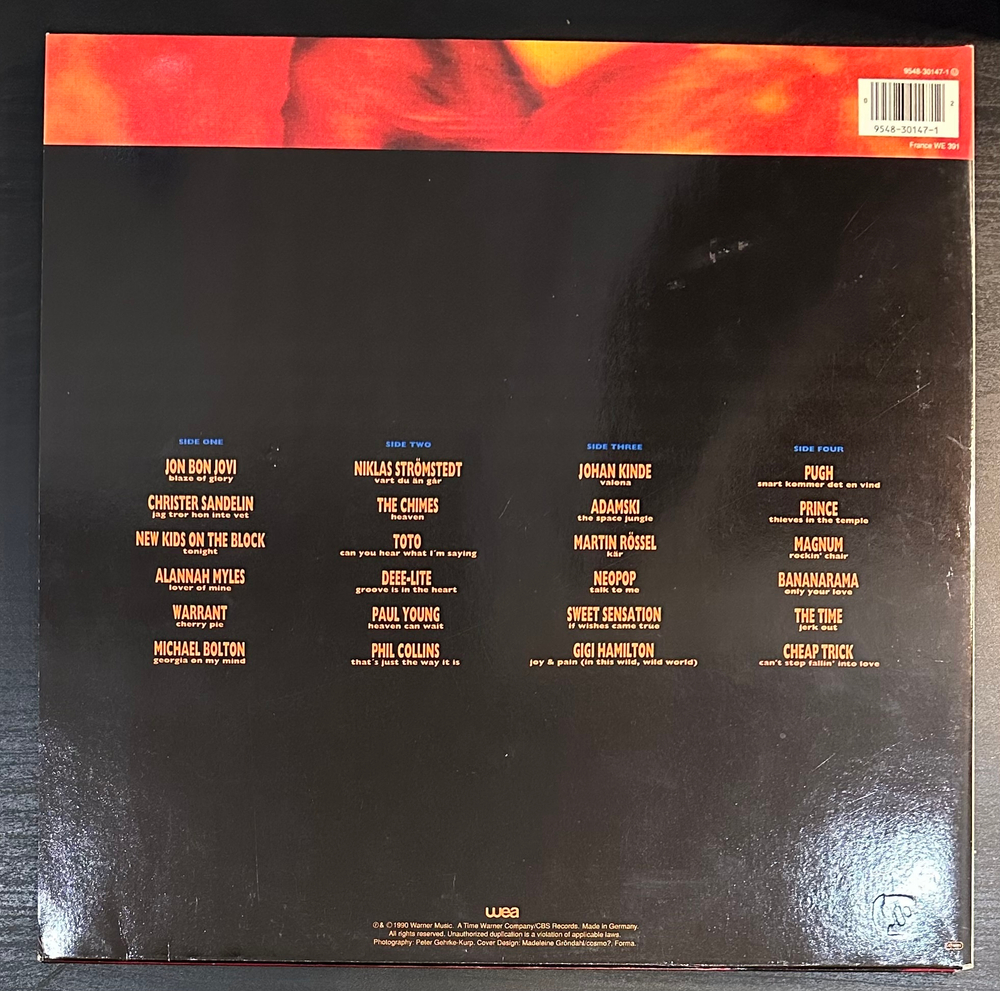 9548-30147-1
0
2
9548-30147-1
France WE 391
SIDE ONE
JON BON JOVI
blaze of glory
CHRISTER SANDELIN
jag tror hon inte vet
NEW KIDS ON THE BLOCK
tonight
ALANNAH MYLES
lover of mine
WARRANT
cherry pie
MICHAEL BOLTON
georgia on my mind
SIDE TWO
NIKLAS STRÖMSTEDT
vart du än går
THE CHIMES
heaven
TOTO
can you hear what I´m saying
DEEE-LITE
groove is in the heart
PAUL YOUNG
heaven can wait
PHIL COLLINS
that´s just the way it is
SIDE THREE
JOHAN KINDE
valona
ADAMSKI
the space jungle
MARTIN RÖSSEL
kär
NEOPOP
talk to me
SWEET SENSATION
if wishes came true
GIGI HAMILTON
joy & pain (in this wild, wild world)
SIDE FOUR
PUGH
snart kommer det en vind
PRINCE
thieves in the temple
MAGNUM
rockin' chair
BANANARAMA
only your love
THE TIME
jerk out
CHEAP TRICK
can't stop fallin' into love
wea
℗ & © 1990 Warner Music. A Time Warner Company/CBS Records. Made in Germany.
All rights reserved. Unauthorized duplication is a violation of applicable laws.
Photography: Peter Gehrke-Kurp. Cover Design: Madeleine Gröndahl/cosmo?, Forma.